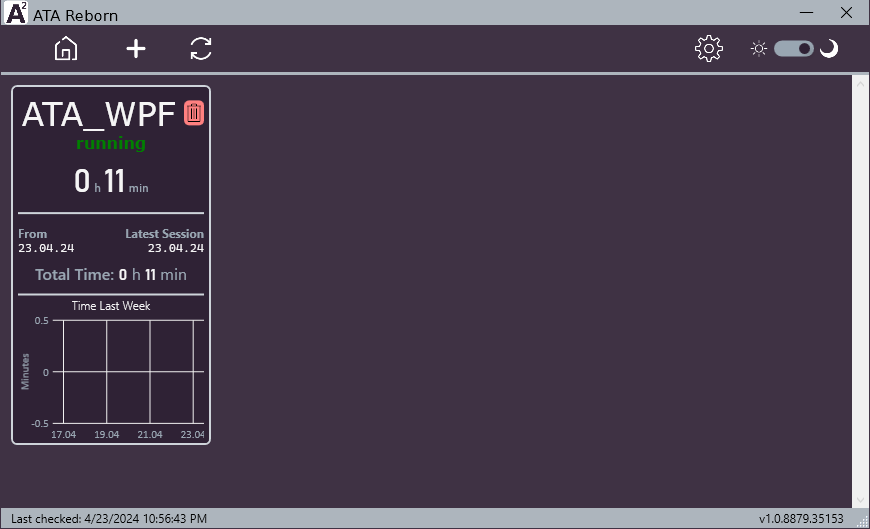 A2 ATA Reborn
ATA_WPF
running
0 h 11 min
From Latest Session
23.04.24 23.04.24
Total Time: 0 h 11 min
Time Last Week
0.5
Minutes
0
-0.5
17.04 19.04 21.04 23.04
Last checked: 4/23/2024 10:56:43 PM v1.0.8879.35153